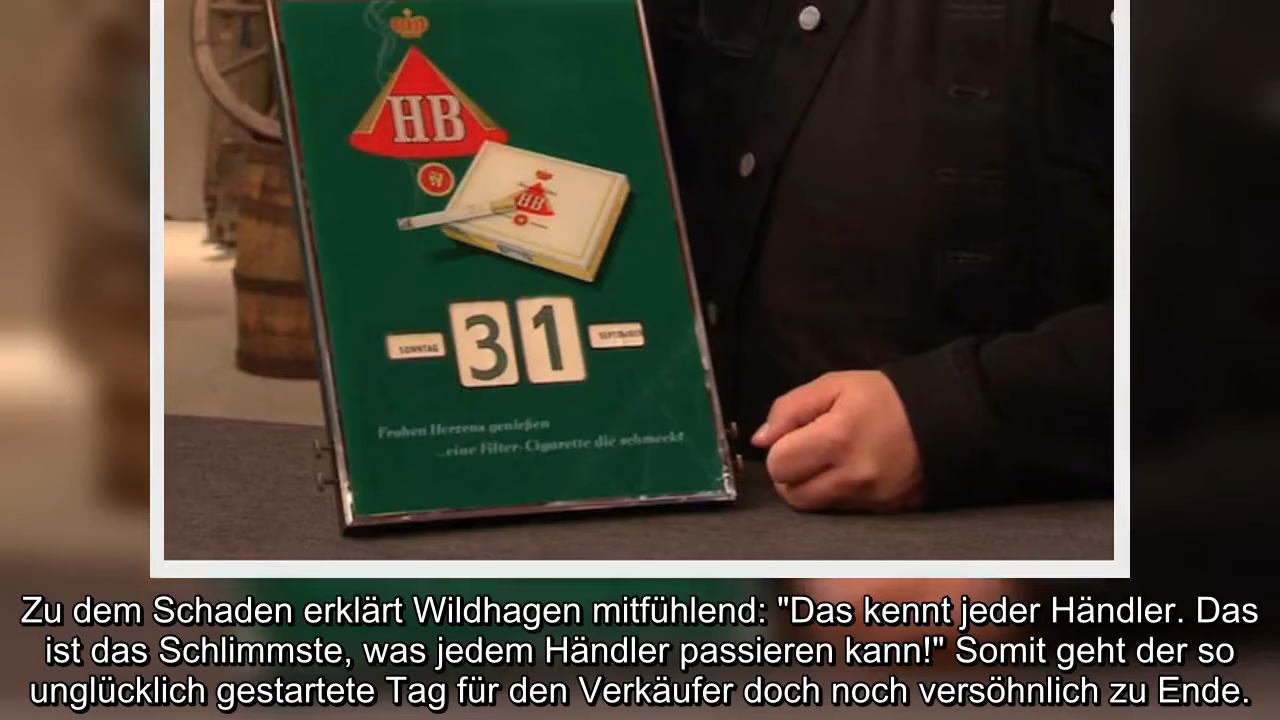 HB
HB
SONNTAG
31
SEPTEMBER
Frohen Herzens genießen
...eine Filter-Cigarette die schmeckt
Zu dem Schaden erklärt Wildhagen mitfühlend: "Das kennt jeder Händler. Das
ist das Schlimmste, was jedem Händler passieren kann!" Somit geht der so
unglücklich gestartete Tag für den Verkäufer doch noch versöhnlich zu Ende.